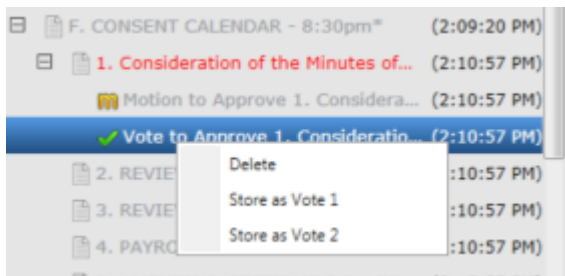 F. CONSENT CALENDAR - 8:30pm* (2:09:20 PM)
1. Consideration of the Minutes of... (2:10:57 PM)
Motion to Approve 1. Considera... (2:10:57 PM)
Vote to Approve 1. Consideratio... (2:10:57 PM)
Delete
2. REVIE :10:57 PM)
Store as Vote 1
3. REVIE :10:57 PM)
Store as Vote 2
4. PAYRO :10:57 PM)